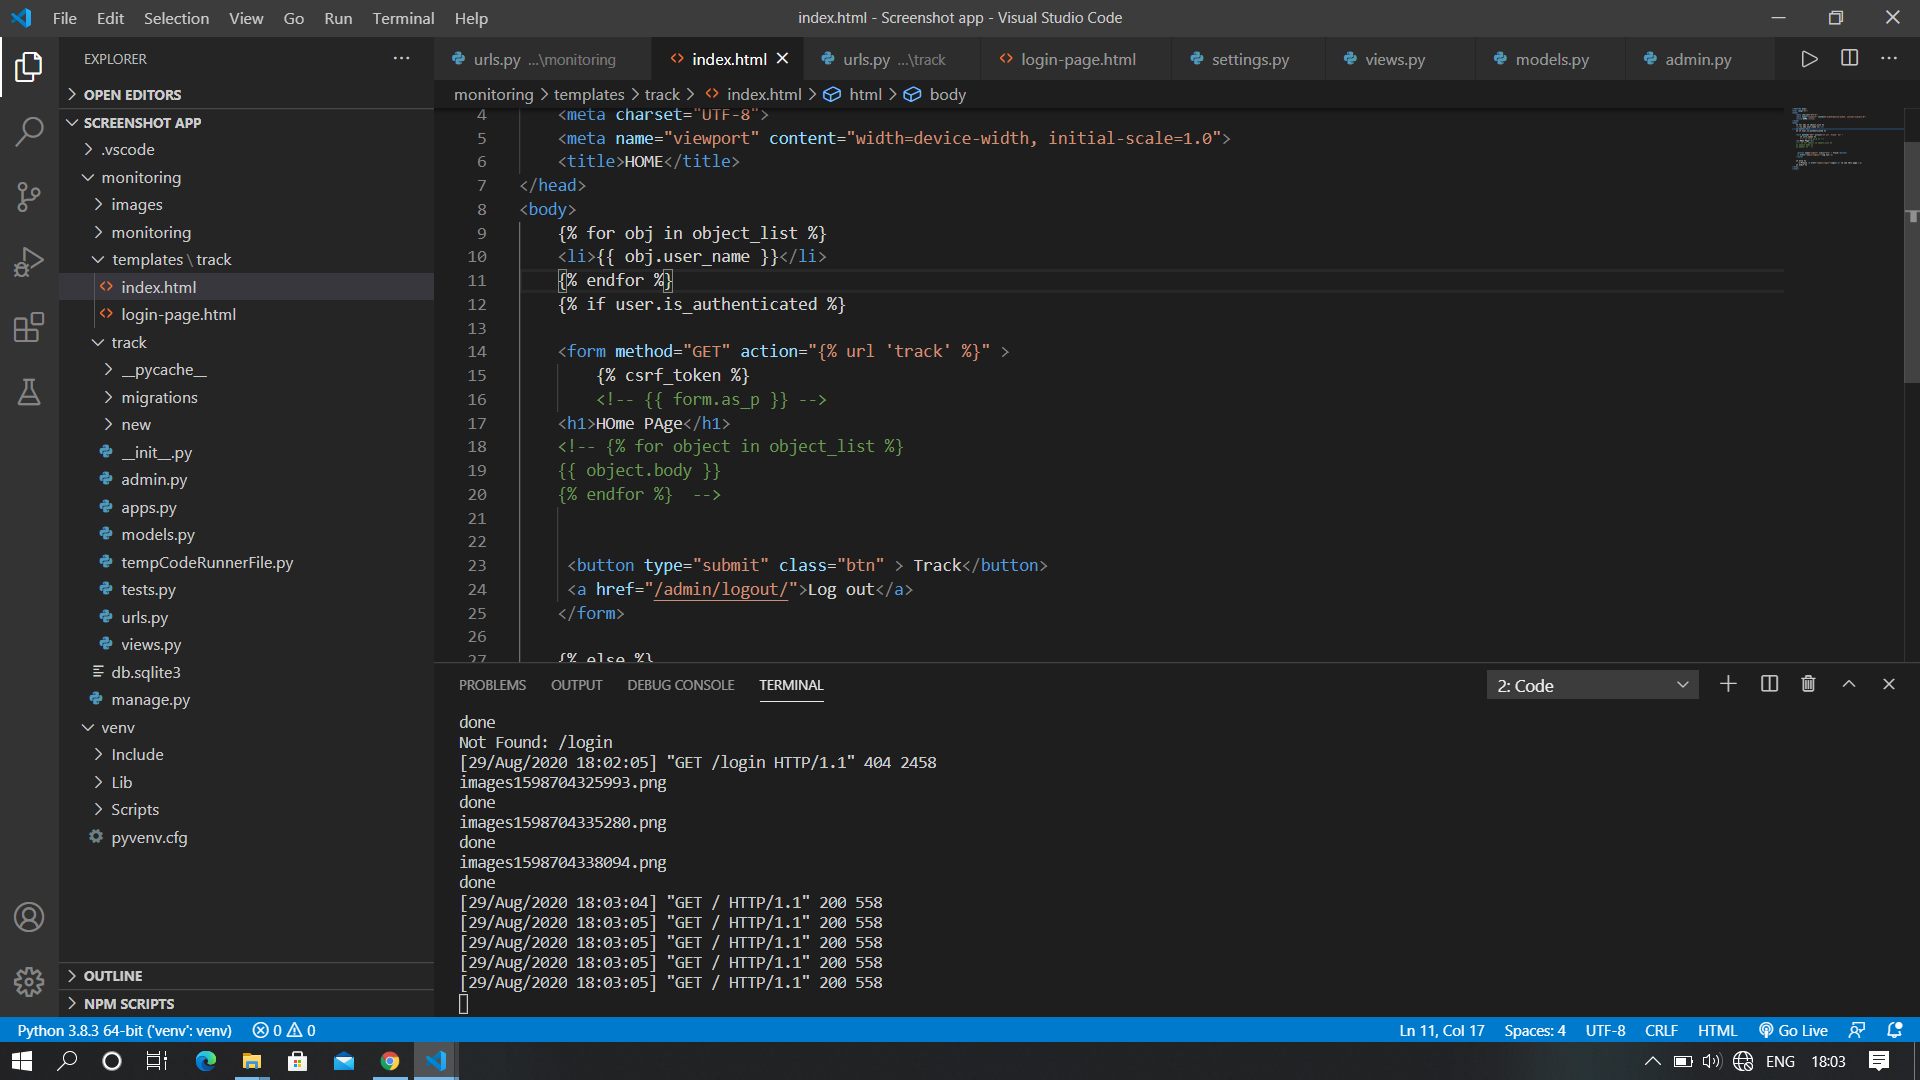 File Edit Selection View Go Run Terminal Help
index.html - Screenshot app - Visual Studio Code
EXPLORER
OPEN EDITORS
SCREENSHOT APP
.vscode
monitoring
images
monitoring
templates \ track
index.html
login-page.html
track
__pycache__
migrations
new
__init__.py
admin.py
apps.py
models.py
tempCodeRunnerFile.py
tests.py
urls.py
views.py
db.sqlite3
manage.py
venv
Include
Lib
Scripts
pyvenv.cfg
OUTLINE
NPM SCRIPTS
urls.py ...\monitoring index.html urls.py ...\track login-page.html settings.py views.py models.py admin.py
monitoring > templates > track > index.html > html > body
4 <meta charset="UTF-8">
5 <meta name="viewport" content="width=device-width, initial-scale=1.0">
6 <title>HOME</title>
7 </head>
8 <body>
9 {% for obj in object_list %}
10 <li>{{ obj.user_name }}</li>
11 {% endfor %}
12 {% if user.is_authenticated %}
13
14 <form method="GET" action="{% url 'track' %}" >
15 {% csrf_token %}
16 <!-- {{ form.as_p }} -->
17 <h1>HOme PAge</h1>
18 <!-- {% for object in object_list %}
19 {{ object.body }}
20 {% endfor %}  -->
21
22
23 <button type="submit" class="btn" > Track</button>
24 <a href="/admin/logout/">Log out</a>
25 </form>
26
27 {% else %}
PROBLEMS OUTPUT DEBUG CONSOLE TERMINAL
2: Code
done
Not Found: /login
[29/Aug/2020 18:02:05] "GET /login HTTP/1.1" 404 2458
images1598704325993.png
done
images1598704335280.png
done
images1598704338094.png
done
[29/Aug/2020 18:03:04] "GET / HTTP/1.1" 200 558
[29/Aug/2020 18:03:05] "GET / HTTP/1.1" 200 558
[29/Aug/2020 18:03:05] "GET / HTTP/1.1" 200 558
[29/Aug/2020 18:03:05] "GET / HTTP/1.1" 200 558
[29/Aug/2020 18:03:05] "GET / HTTP/1.1" 200 558
Python 3.8.3 64-bit ('venv': venv) 0 0
Ln 11, Col 17 Spaces: 4 UTF-8 CRLF HTML Go Live
ENG 18:03